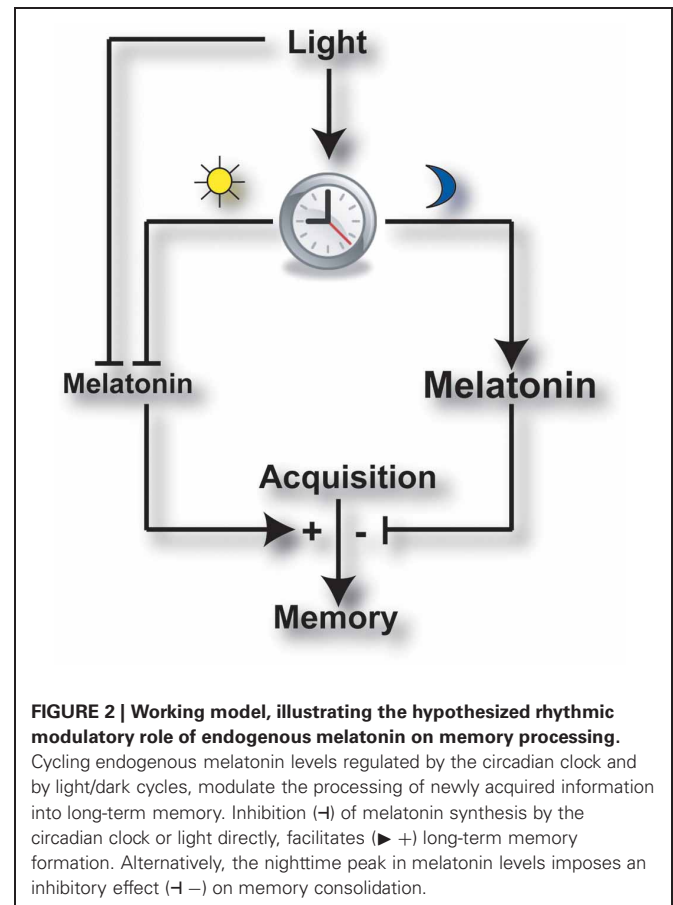 Light
Melatonin
Melatonin
Acquisition
+ -
Memory
FIGURE 2 | Working model, illustrating the hypothesized rhythmic
modulatory role of endogenous melatonin on memory processing.
Cycling endogenous melatonin levels regulated by the circadian clock and
by light/dark cycles, modulate the processing of newly acquired information
into long-term memory. Inhibition (⊣) of melatonin synthesis by the
circadian clock or light directly, facilitates (▶ +) long-term memory
formation. Alternatively, the nighttime peak in melatonin levels imposes an
inhibitory effect (⊣ −) on memory consolidation.